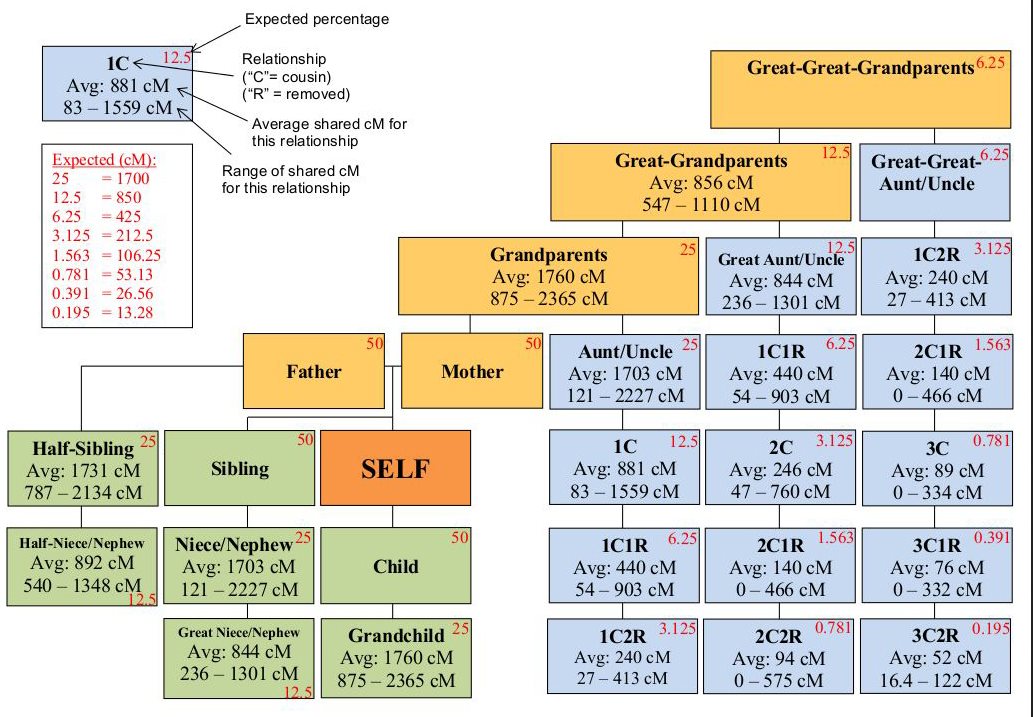 Expected percentage
1C 12.5
Avg: 881 cM
83 – 1559 cM
Relationship
(“C”= cousin)
(“R” = removed)
Average shared cM for
this relationship
Range of shared cM
for this relationship
Expected (cM):
25 = 1700
12.5 = 850
6.25 = 425
3.125 = 212.5
1.563 = 106.25
0.781 = 53.13
0.391 = 26.56
0.195 = 13.28
Great-Great-Grandparents 6.25
Great-Grandparents 12.5
Avg: 856 cM
547 – 1110 cM
Great-Great- 6.25
Aunt/Uncle
Grandparents 25
Avg: 1760 cM
875 – 2365 cM
Great Aunt/Uncle 12.5
Avg: 844 cM
236 – 1301 cM
1C2R 3.125
Avg: 240 cM
27 – 413 cM
Father 50
Mother 50
Aunt/Uncle 25
Avg: 1703 cM
121 – 2227 cM
1C1R 6.25
Avg: 440 cM
54 – 903 cM
2C1R 1.563
Avg: 140 cM
0 – 466 cM
Half-Sibling 25
Avg: 1731 cM
787 – 2134 cM
Sibling 50
SELF
1C 12.5
Avg: 881 cM
83 – 1559 cM
2C 3.125
Avg: 246 cM
47 – 760 cM
3C 0.781
Avg: 89 cM
0 – 334 cM
Half-Niece/Nephew
Avg: 892 cM
540 – 1348 cM
12.5
Niece/Nephew 25
Avg: 1703 cM
121 – 2227 cM
Child 50
1C1R 6.25
Avg: 440 cM
54 – 903 cM
2C1R 1.563
Avg: 140 cM
0 – 466 cM
3C1R 0.391
Avg: 76 cM
0 – 332 cM
Great Niece/Nephew
Avg: 844 cM
236 – 1301 cM
12.5
Grandchild 25
Avg: 1760 cM
875 – 2365 cM
1C2R 3.125
Avg: 240 cM
27 – 413 cM
2C2R 0.781
Avg: 94 cM
0 – 575 cM
3C2R 0.195
Avg: 52 cM
16.4 – 122 cM